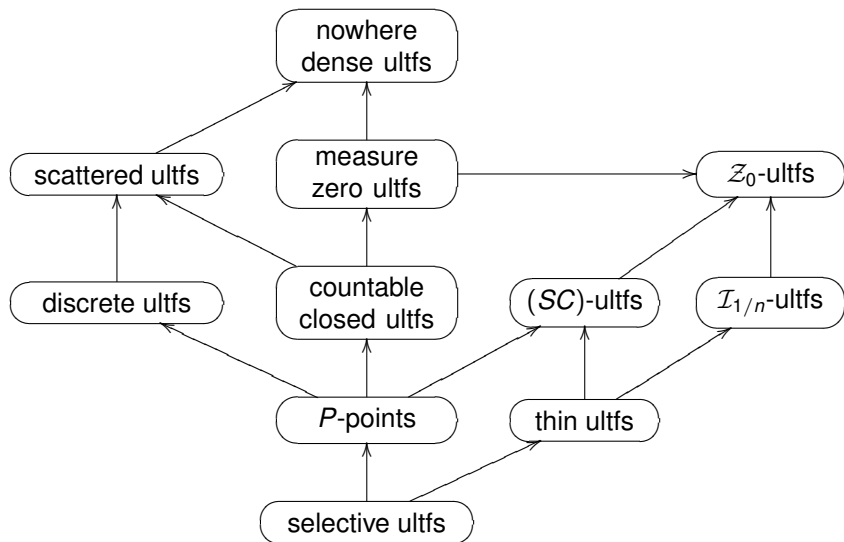 nowhere
dense ultfs
scattered ultfs
measure
zero ultfs
𝒵₀-ultfs
discrete ultfs
countable
closed ultfs
(SC)-ultfs
ℐ₁/ₙ-ultfs
P-points
thin ultfs
selective ultfs